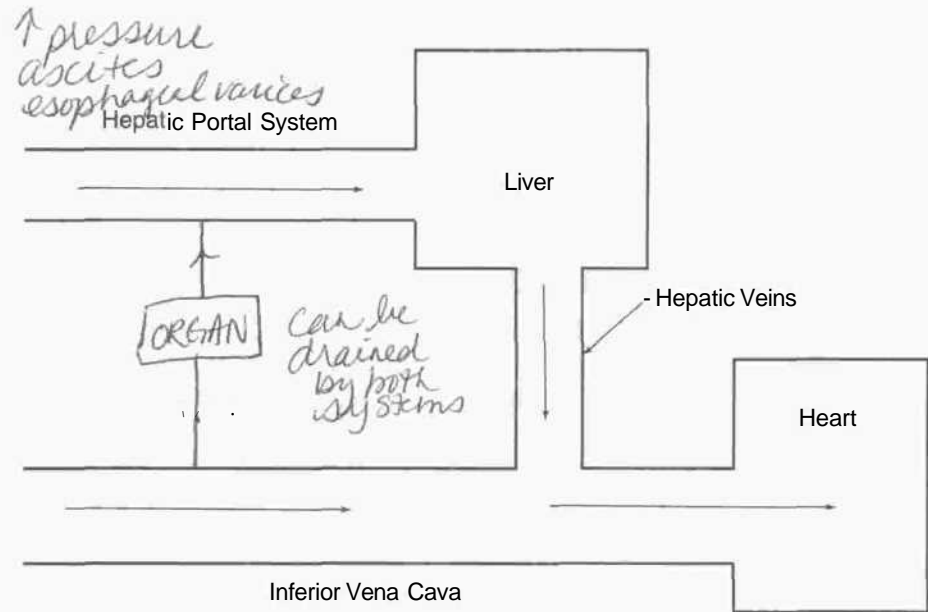 ↑ pressure
ascites
esophageal varices
Hepatic Portal System
Liver
- Hepatic Veins
ORGAN
can be
drained
by both
systems
Heart
Inferior Vena Cava